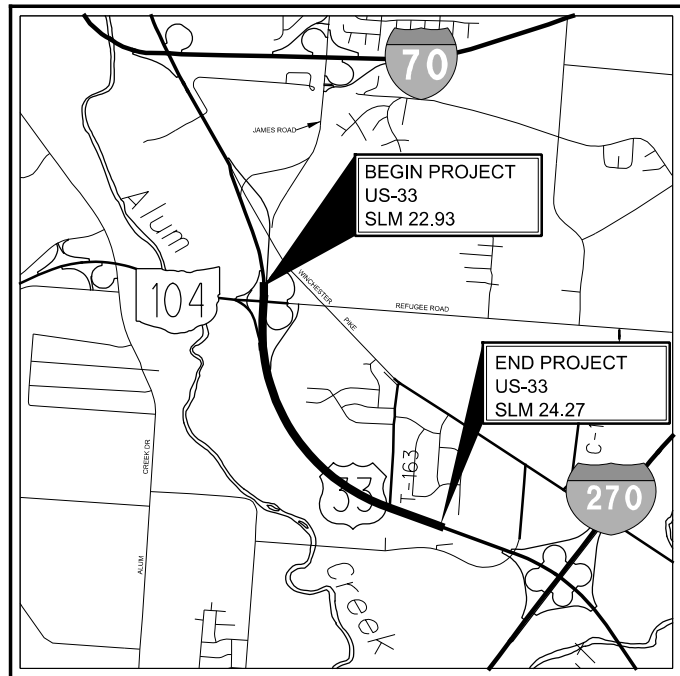 70
JAMES ROAD
BEGIN PROJECT
US-33
SLM 22.93
Alum
104
WINCHESTER
PIKE
REFUGEE ROAD
END PROJECT
US-33
SLM 24.27
CREEK DR
T-163
33
270
ALUM
Creek